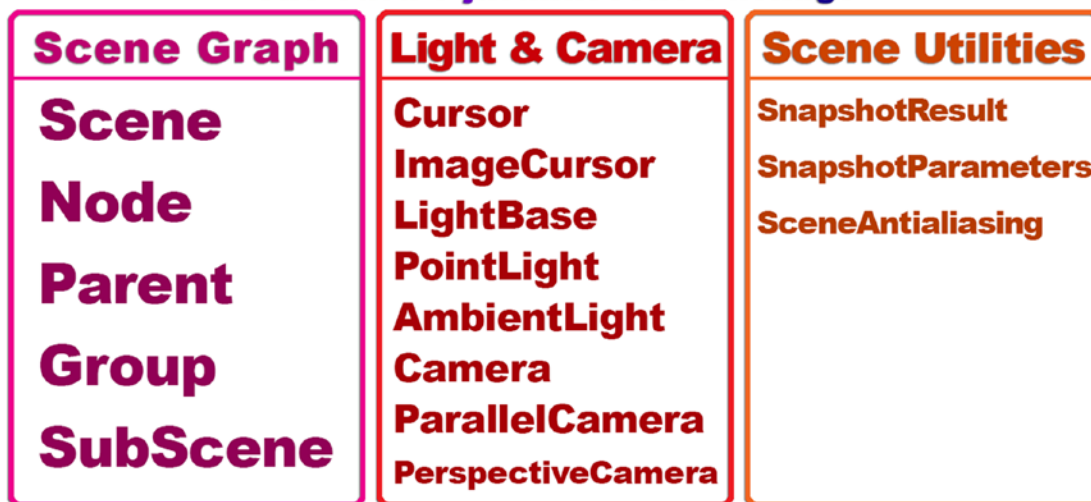 Scene Graph
Scene
Node
Parent
Group
SubScene
Light & Camera
Cursor
ImageCursor
LightBase
PointLight
AmbientLight
Camera
ParallelCamera
PerspectiveCamera
Scene Utilities
SnapshotResult
SnapshotParameters
SceneAntialiasing